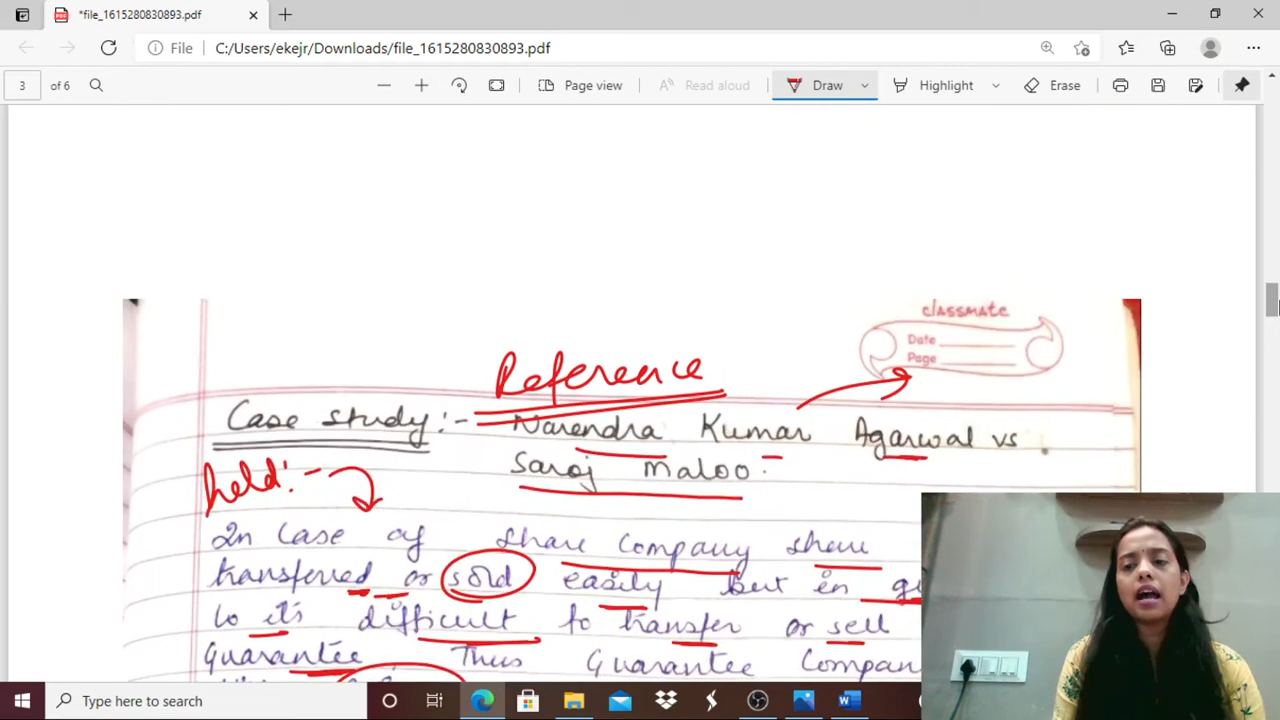 *file_1615280830893.pdf
File
C:/Users/ekejr/Downloads/file_1615280830893.pdf
3 of 6
Page view
Read aloud
Draw
Highlight
Erase
classmate
Date
Page
Reference
Case study:- Narendra Kumar Agarwal vs
Saroj Maloo.
held:-
In Case of share Company share
transferred or sold easily but in gu
Co it's difficult to transfer or sell
guarantee. Thus Guarantee Compan
Type here to search